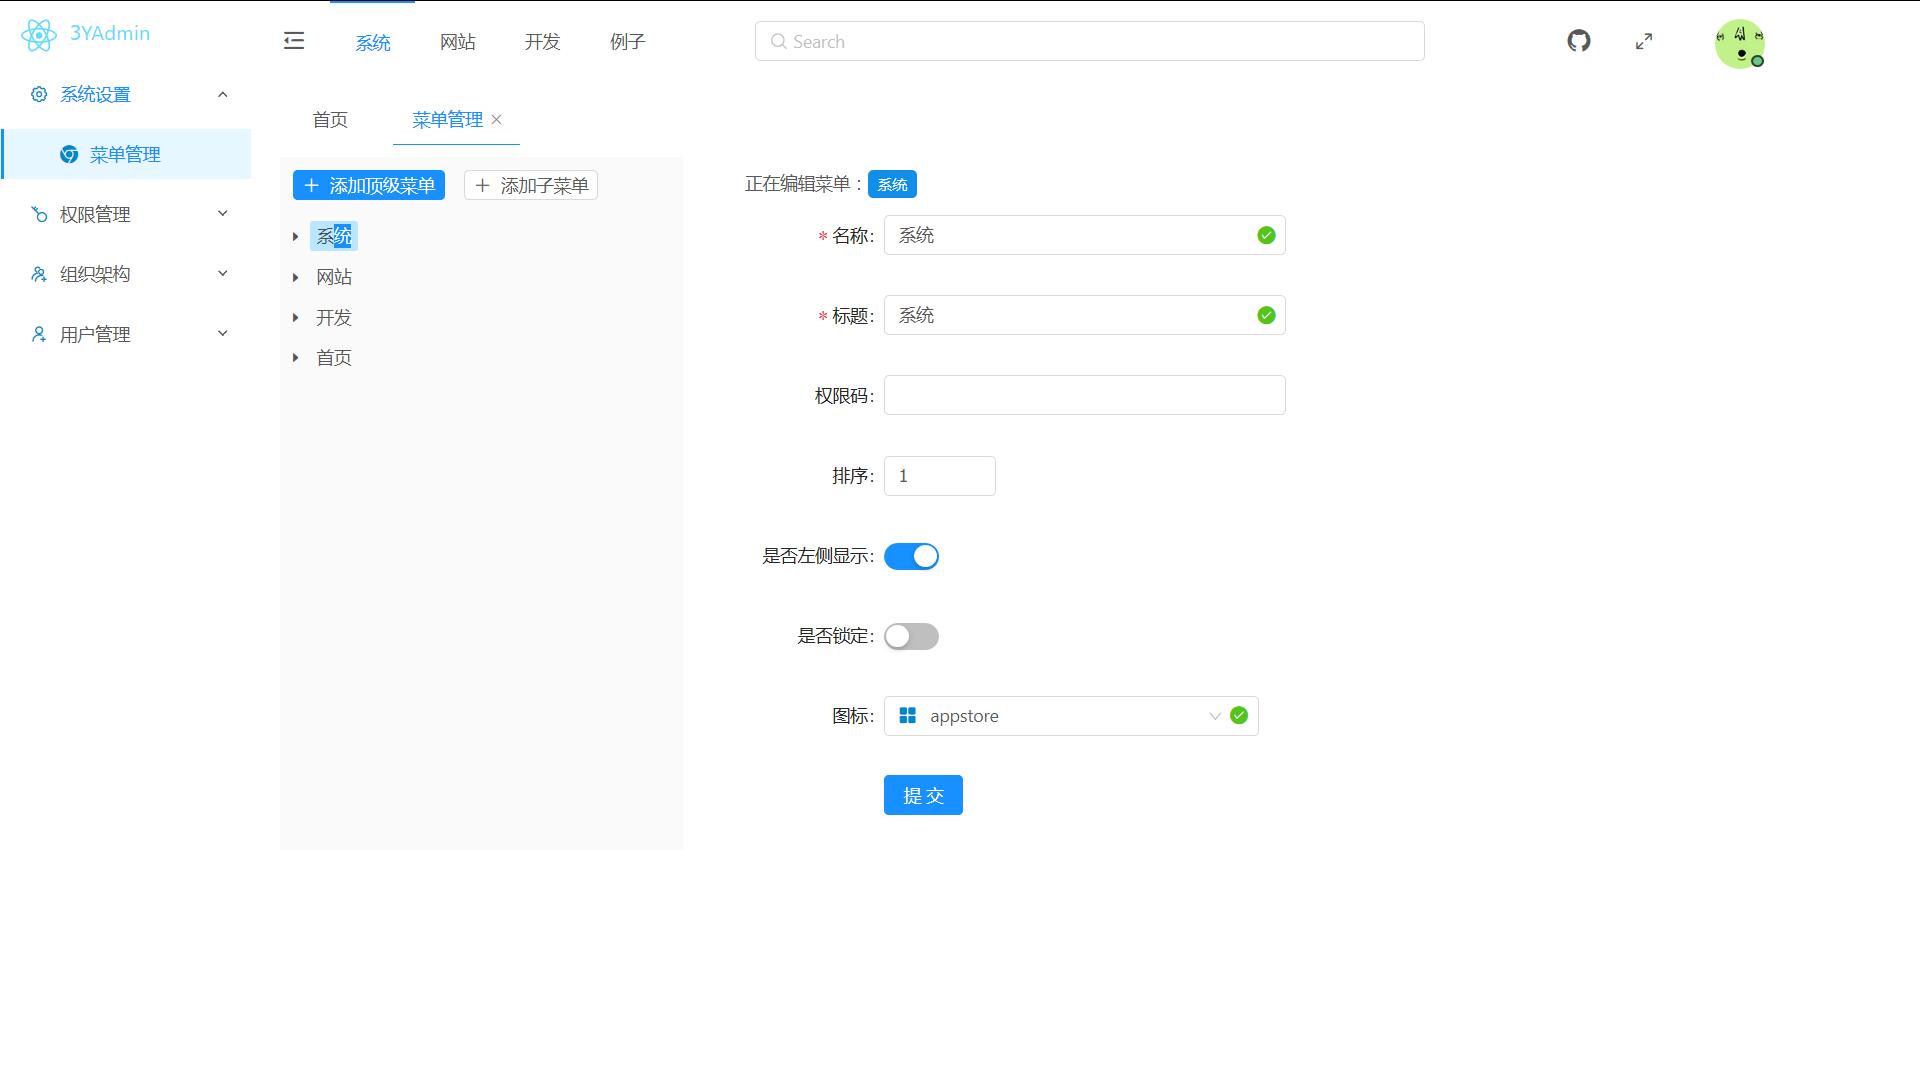 3YAdmin
系统 网站 开发 例子
Search
系统设置
菜单管理
权限管理
组织架构
用户管理
首页 菜单管理
添加顶级菜单 添加子菜单
系统
网站
开发
首页
正在编辑菜单：系统
* 名称: 系统
* 标题: 系统
权限码:
排序: 1
是否左侧显示:
是否锁定:
图标: appstore
提 交